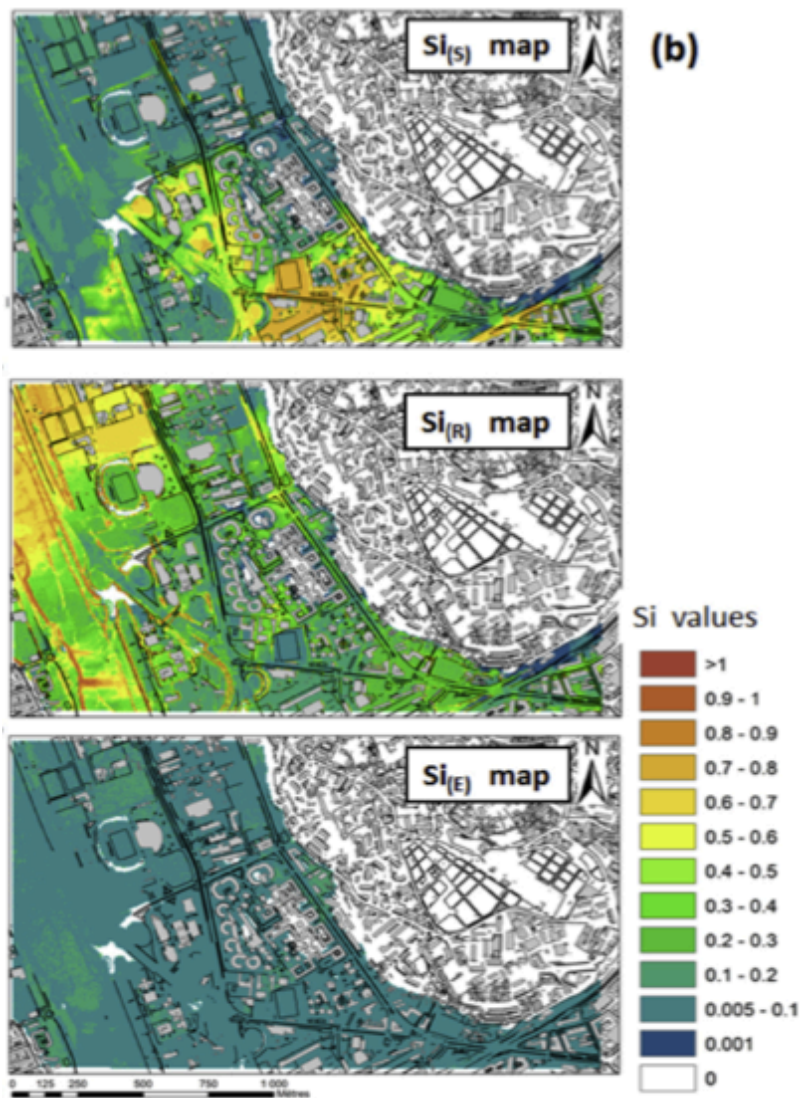 Si(S) map
N
(b)
Si(R) map
N
Si values
>1
0.9 - 1
0.8 - 0.9
0.7 - 0.8
0.6 - 0.7
0.5 - 0.6
0.4 - 0.5
0.3 - 0.4
0.2 - 0.3
0.1 - 0.2
0.005 - 0.1
0.001
0
Si(E) map
N
0 125 250 500 750 1 000
Mètres